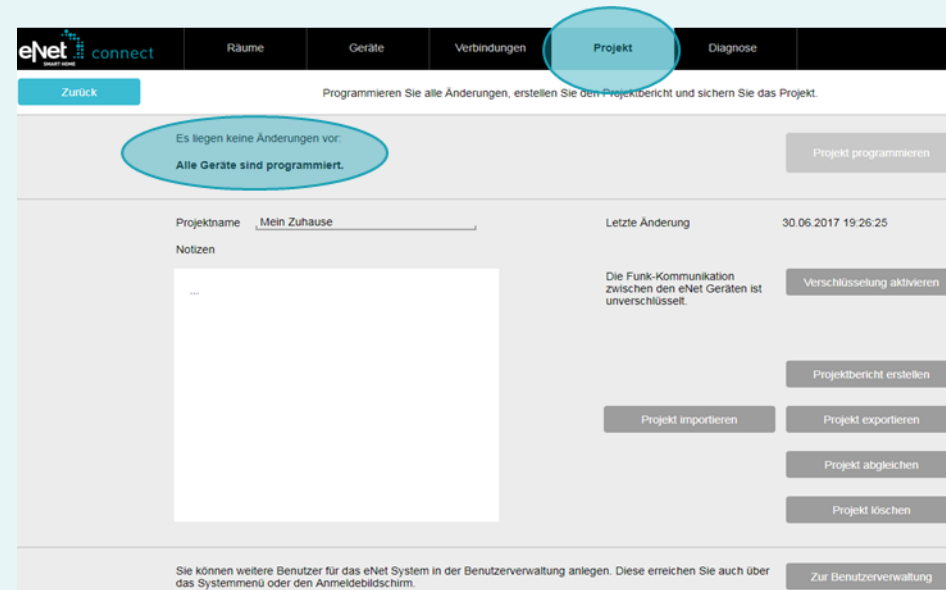 eNet connect
SMART HOME
Räume Geräte Verbindungen Projekt Diagnose
Zurück
Programmieren Sie alle Änderungen, erstellen Sie den Projektbericht und sichern Sie das Projekt.
Es liegen keine Änderungen vor:
Alle Geräte sind programmiert.
Projekt programmieren
Projektname Mein Zuhause
Letzte Änderung 30.06.2017 19:26:25
Notizen
...
Die Funk-Kommunikation
zwischen den eNet Geräten ist
unverschlüsselt.
Verschlüsselung aktivieren
Projektbericht erstellen
Projekt importieren Projekt exportieren
Projekt abgleichen
Projekt löschen
Sie können weitere Benutzer für das eNet System in der Benutzerverwaltung anlegen. Diese erreichen Sie auch über
das Systemmenü oder den Anmeldebildschirm.
Zur Benutzerverwaltung